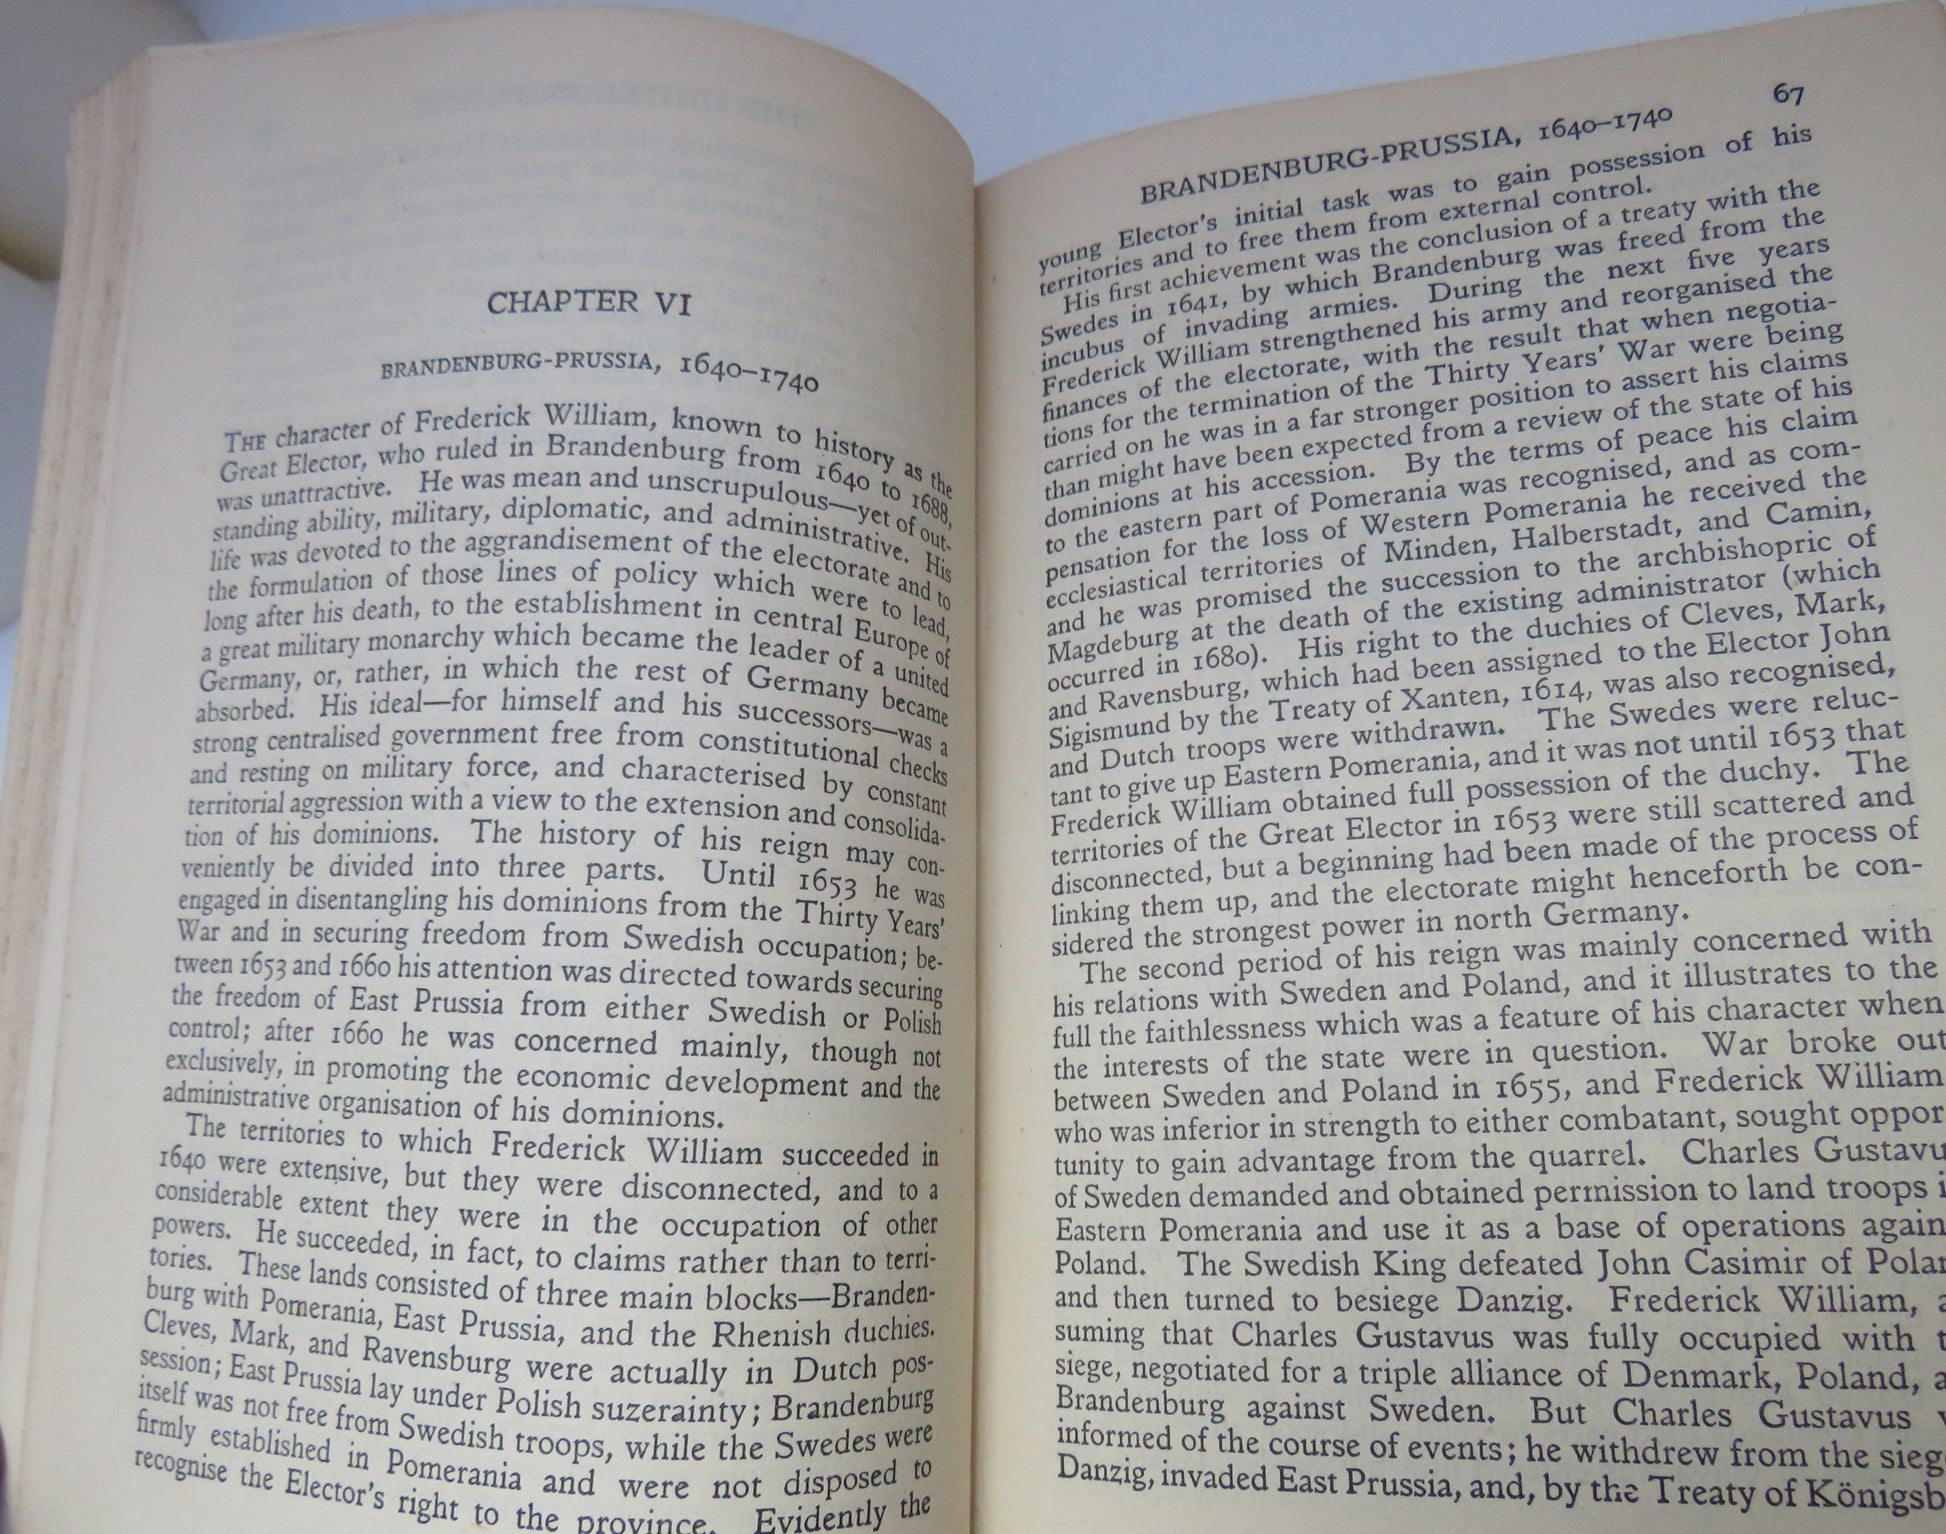 CHAPTER VI
BRANDENBURG-PRUSSIA, 1640–1740
THE character of Frederick William, known to history as the
Great Elector, who ruled in Brandenburg from 1640 to 1688,
was unattractive. He was mean and unscrupulous—yet of out-
standing ability, military, diplomatic, and administrative. His
life was devoted to the aggrandisement of the electorate and to
the formulation of those lines of policy which were to lead,
long after his death, to the establishment in central Europe of
a great military monarchy which became the leader of a united
Germany, or, rather, in which the rest of Germany became
absorbed. His ideal—for himself and his successors—was a
strong centralised government free from constitutional checks
and resting on military force, and characterised by constant
territorial aggression with a view to the extension and consolida-
tion of his dominions. The history of his reign may con-
veniently be divided into three parts. Until 1653 he was
engaged in disentangling his dominions from the Thirty Years'
War and in securing freedom from Swedish occupation; be-
tween 1653 and 1660 his attention was directed towards securing
the freedom of East Prussia from either Swedish or Polish
control; after 1660 he was concerned mainly, though not
exclusively, in promoting the economic development and the
administrative organisation of his dominions.
The territories to which Frederick William succeeded in
1640 were extensive, but they were disconnected, and to a
considerable extent they were in the occupation of other
powers. He succeeded, in fact, to claims rather than to terri-
tories. These lands consisted of three main blocks—Branden-
burg with Pomerania, East Prussia, and the Rhenish duchies.
Cleves, Mark, and Ravensburg were actually in Dutch pos-
session; East Prussia lay under Polish suzerainty; Brandenburg
itself was not free from Swedish troops, while the Swedes were
firmly established in Pomerania and were not disposed to
recognise the Elector's right to the province. Evidently the
BRANDENBURG-PRUSSIA, 1640–1740 67
young Elector's initial task was to gain possession of his
territories and to free them from external control.
His first achievement was the conclusion of a treaty with the
Swedes in 1641, by which Brandenburg was freed from the
incubus of invading armies. During the next five years
Frederick William strengthened his army and reorganised the
finances of the electorate, with the result that when negotia-
tions for the termination of the Thirty Years' War were being
carried on he was in a far stronger position to assert his claims
than might have been expected from a review of the state of his
dominions at his accession. By the terms of peace his claim
to the eastern part of Pomerania was recognised, and as com-
pensation for the loss of Western Pomerania he received the
ecclesiastical territories of Minden, Halberstadt, and Camin,
and he was promised the succession to the archbishopric of
Magdeburg at the death of the existing administrator (which
occurred in 1680). His right to the duchies of Cleves, Mark,
and Ravensburg, which had been assigned to the Elector John
Sigismund by the Treaty of Xanten, 1614, was also recognised,
and Dutch troops were withdrawn. The Swedes were reluc-
tant to give up Eastern Pomerania, and it was not until 1653 that
Frederick William obtained full possession of the duchy. The
territories of the Great Elector in 1653 were still scattered and
disconnected, but a beginning had been made of the process of
linking them up, and the electorate might henceforth be con-
sidered the strongest power in north Germany.
The second period of his reign was mainly concerned with
his relations with Sweden and Poland, and it illustrates to the
full the faithlessness which was a feature of his character when
the interests of the state were in question. War broke out
between Sweden and Poland in 1655, and Frederick William
who was inferior in strength to either combatant, sought oppor
tunity to gain advantage from the quarrel. Charles Gustavu
of Sweden demanded and obtained permission to land troops i
Eastern Pomerania and use it as a base of operations again
Poland. The Swedish King defeated John Casimir of Polan
and then turned to besiege Danzig. Frederick William, a
suming that Charles Gustavus was fully occupied with t
siege, negotiated for a triple alliance of Denmark, Poland, a
Brandenburg against Sweden. But Charles Gustavus
informed of the course of events; he withdrew from the sieg
Danzig, invaded East Prussia, and, by the Treaty of Königsb